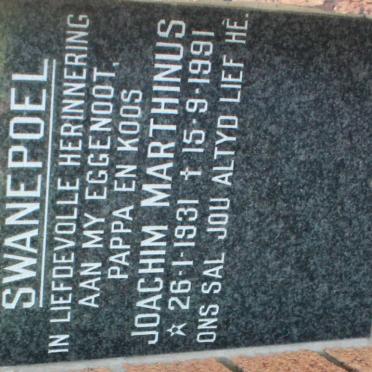 SWANEPOEL
IN LIEFDEVOLLE HERINNERING
AAN MY EGGENOOT,
PAPPA EN KOOS
JOACHIM MARTHINUS
☆ 26·1·1931 † 15·9·1991
ONS SAL JOU ALTYD LIEF HÊ.